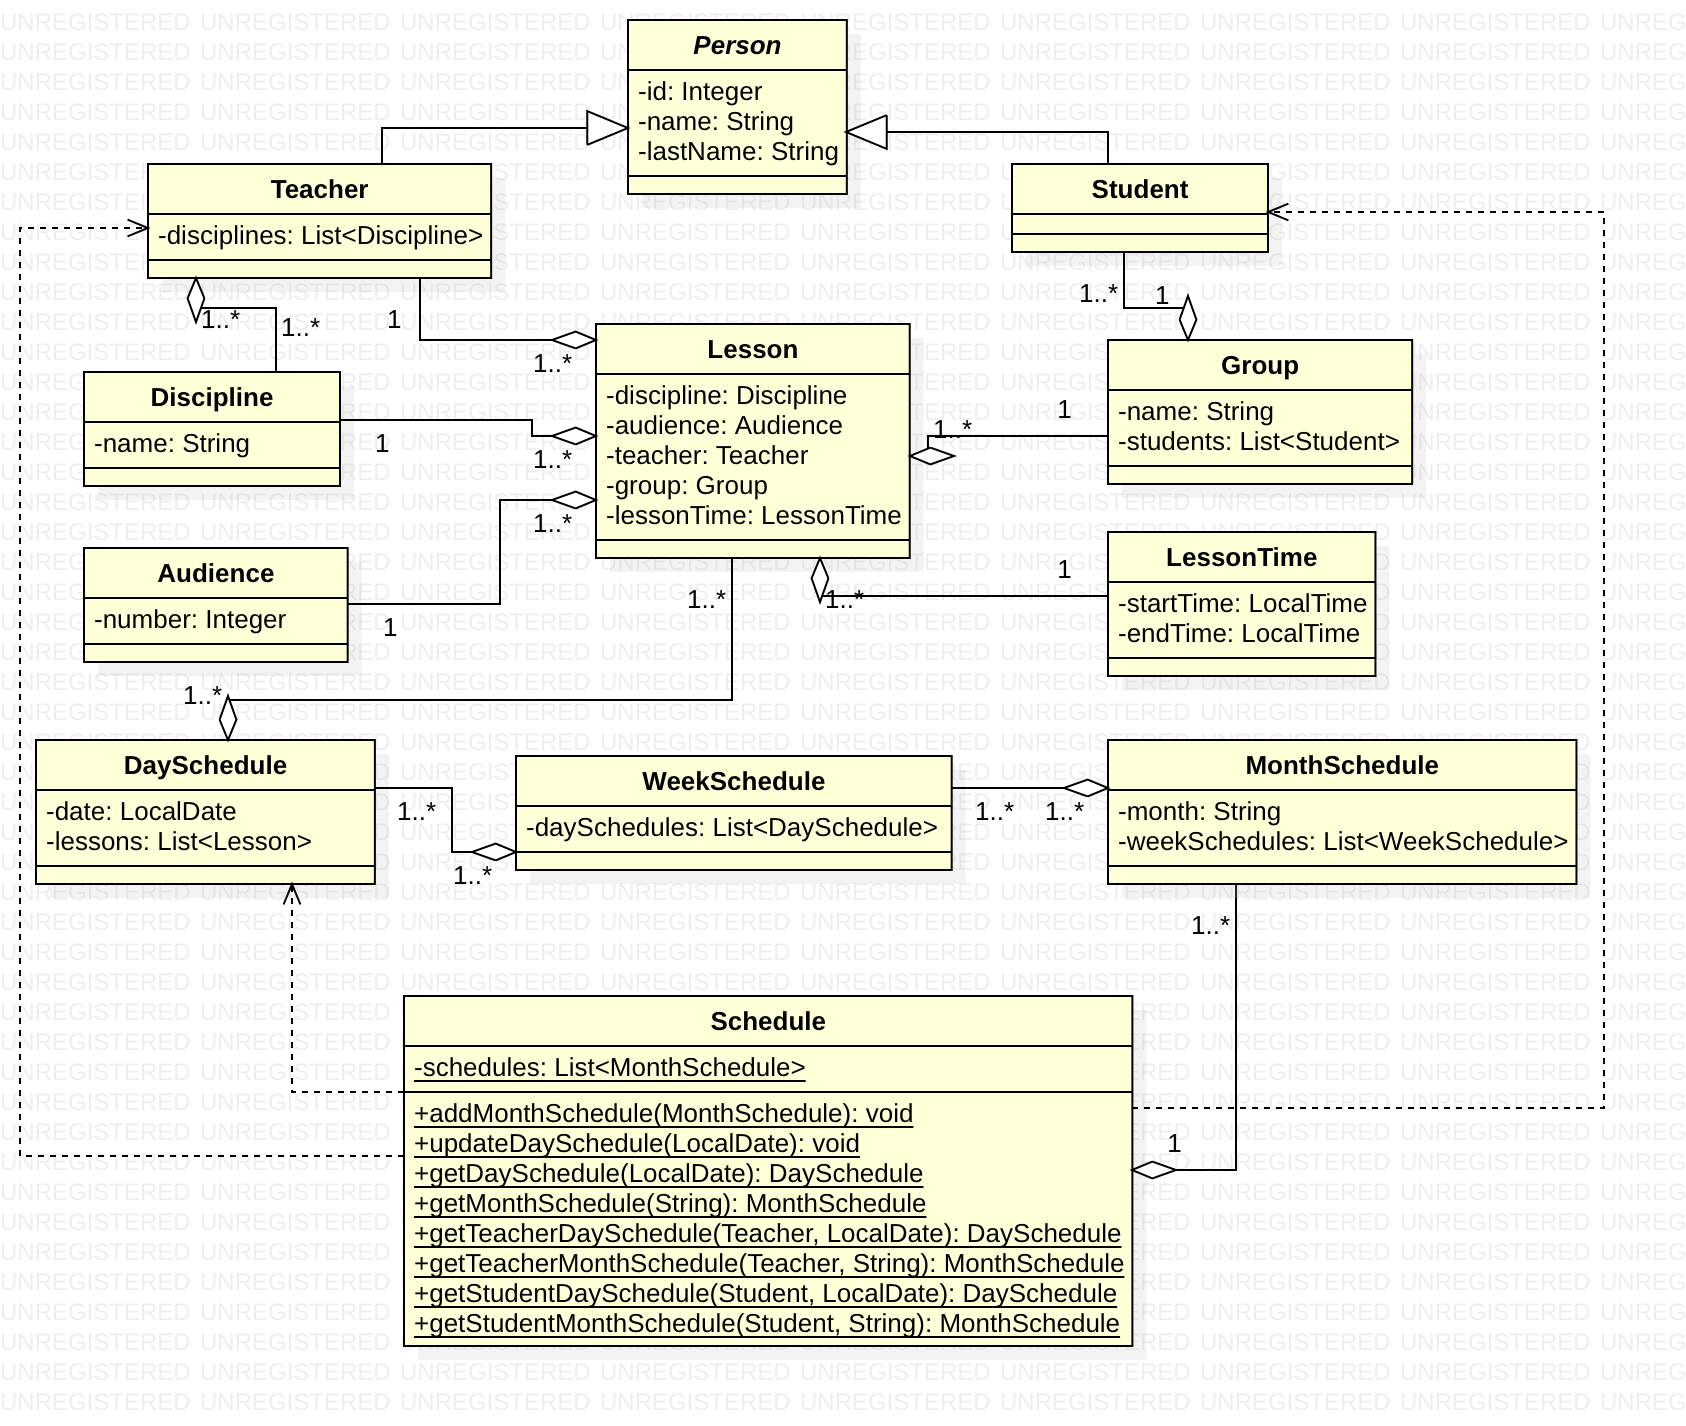 Person
-id: Integer
-name: String
-lastName: String
Teacher
-disciplines: List<Discipline>
Student
1..*
1..*
1
1..*
1..*
1
Discipline
-name: String
1
1..*
Lesson
-discipline: Discipline
-audience: Audience
-teacher: Teacher
-group: Group
-lessonTime: LessonTime
1..*
1
Group
-name: String
-students: List<Student>
Audience
-number: Integer
1
1..*
1..*
1..*
1
LessonTime
-startTime: LocalTime
-endTime: LocalTime
1..*
DaySchedule
-date: LocalDate
-lessons: List<Lesson>
1..*
1..*
WeekSchedule
-daySchedules: List<DaySchedule>
1..*
1..*
MonthSchedule
-month: String
-weekSchedules: List<WeekSchedule>
1..*
1
Schedule
-schedules: List<MonthSchedule>
+addMonthSchedule(MonthSchedule): void
+updateDaySchedule(LocalDate): void
+getDaySchedule(LocalDate): DaySchedule
+getMonthSchedule(String): MonthSchedule
+getTeacherDaySchedule(Teacher, LocalDate): DaySchedule
+getTeacherMonthSchedule(Teacher, String): MonthSchedule
+getStudentDaySchedule(Student, LocalDate): DaySchedule
+getStudentMonthSchedule(Student, String): MonthSchedule
UNREGISTERED